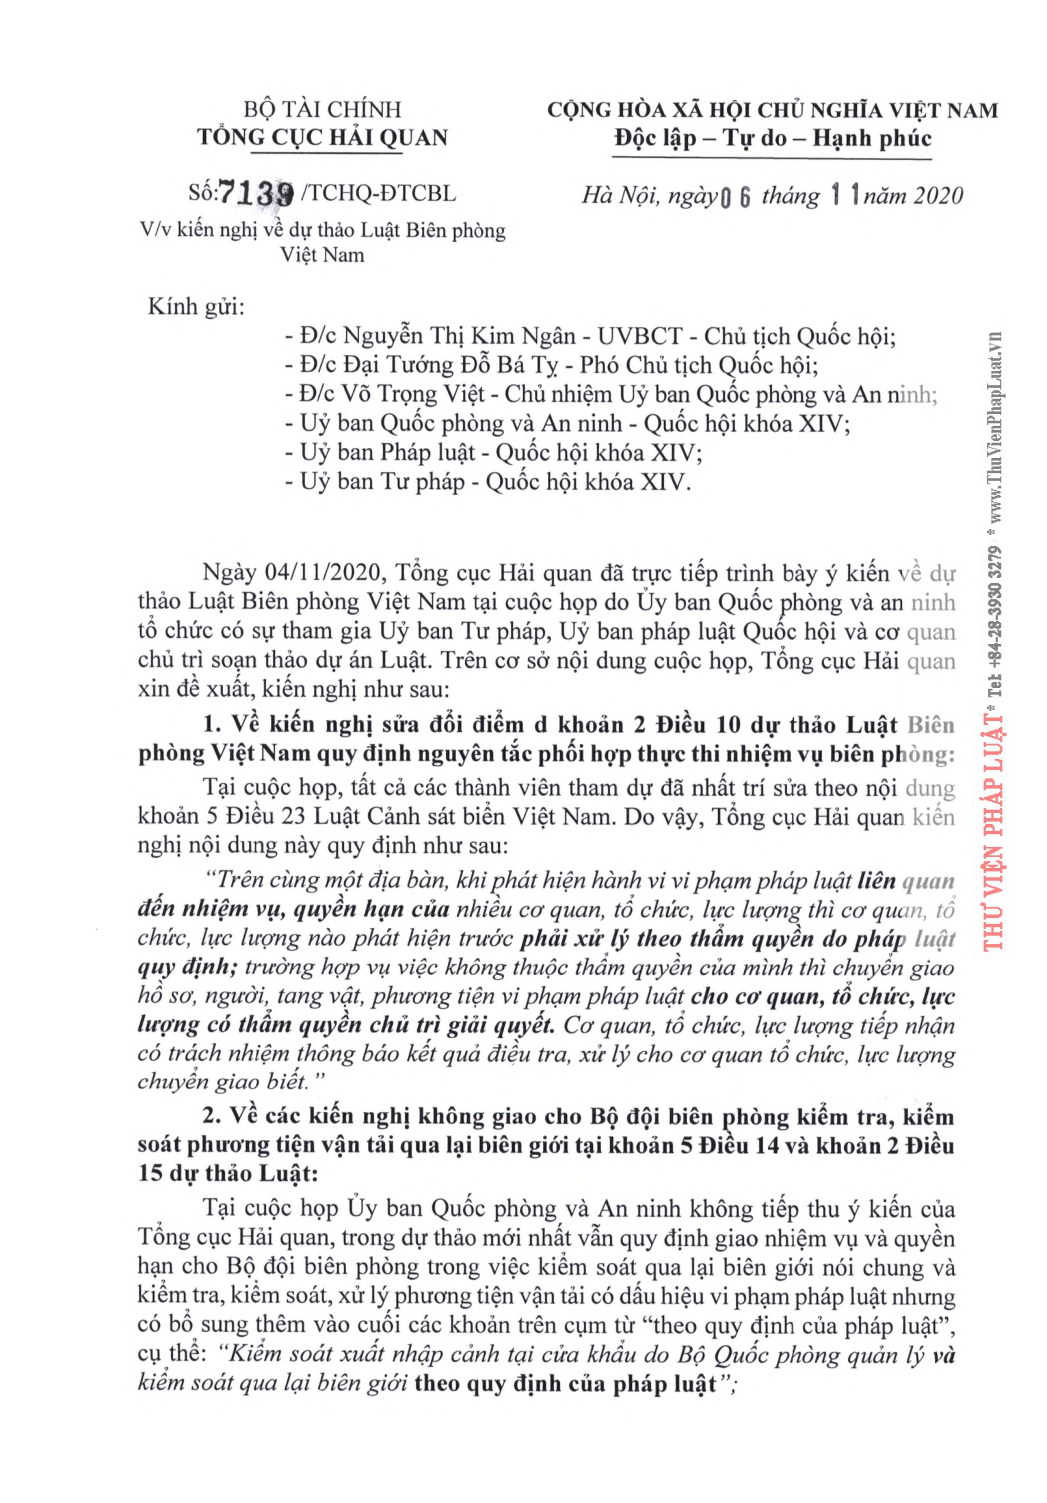 BỘ TÀI CHÍNH
TỔNG CỤC HẢI QUAN
CỘNG HÒA XÃ HỘI CHỦ NGHĨA VIỆT NAM
Độc lập – Tự do – Hạnh phúc
Số:7139 /TCHQ-ĐTCBL
Hà Nội, ngày 06 tháng 11 năm 2020
V/v kiến nghị về dự thảo Luật Biên phòng
Việt Nam
Kính gửi:
- Đ/c Nguyễn Thị Kim Ngân - UVBCT - Chủ tịch Quốc hội;
- Đ/c Đại Tướng Đỗ Bá Tỵ - Phó Chủ tịch Quốc hội;
- Đ/c Võ Trọng Việt - Chủ nhiệm Uỷ ban Quốc phòng và An ninh;
- Uỷ ban Quốc phòng và An ninh - Quốc hội khóa XIV;
- Uỷ ban Pháp luật - Quốc hội khóa XIV;
- Uỷ ban Tư pháp - Quốc hội khóa XIV.
Ngày 04/11/2020, Tổng cục Hải quan đã trực tiếp trình bày ý kiến về dự
thảo Luật Biên phòng Việt Nam tại cuộc họp do Ủy ban Quốc phòng và an ninh
tổ chức có sự tham gia Uỷ ban Tư pháp, Uỷ ban pháp luật Quốc hội và cơ quan
chủ trì soạn thảo dự án Luật. Trên cơ sở nội dung cuộc họp, Tổng cục Hải quan
xin đề xuất, kiến nghị như sau:
1. Về kiến nghị sửa đổi điểm d khoản 2 Điều 10 dự thảo Luật Biên
phòng Việt Nam quy định nguyên tắc phối hợp thực thi nhiệm vụ biên phòng:
Tại cuộc họp, tất cả các thành viên tham dự đã nhất trí sửa theo nội dung
khoản 5 Điều 23 Luật Cảnh sát biển Việt Nam. Do vậy, Tổng cục Hải quan kiến
nghị nội dung này quy định như sau:
“Trên cùng một địa bàn, khi phát hiện hành vi vi phạm pháp luật liên quan
đến nhiệm vụ, quyền hạn của nhiều cơ quan, tổ chức, lực lượng thì cơ quan, tổ
chức, lực lượng nào phát hiện trước phải xử lý theo thẩm quyền do pháp luật
quy định; trường hợp vụ việc không thuộc thẩm quyền của mình thì chuyển giao
hồ sơ, người, tang vật, phương tiện vi phạm pháp luật cho cơ quan, tổ chức, lực
lượng có thẩm quyền chủ trì giải quyết. Cơ quan, tổ chức, lực lượng tiếp nhận
có trách nhiệm thông báo kết quả điều tra, xử lý cho cơ quan tổ chức, lực lượng
chuyển giao biết. ”
2. Về các kiến nghị không giao cho Bộ đội biên phòng kiểm tra, kiểm
soát phương tiện vận tải qua lại biên giới tại khoản 5 Điều 14 và khoản 2 Điều
15 dự thảo Luật:
Tại cuộc họp Ủy ban Quốc phòng và An ninh không tiếp thu ý kiến của
Tổng cục Hải quan, trong dự thảo mới nhất vẫn quy định giao nhiệm vụ và quyền
hạn cho Bộ đội biên phòng trong việc kiểm soát qua lại biên giới nói chung và
kiểm tra, kiểm soát, xử lý phương tiện vận tải có dấu hiệu vi phạm pháp luật nhưng
có bổ sung thêm vào cuối các khoản trên cụm từ “theo quy định của pháp luật”,
cụ thể: “Kiểm soát xuất nhập cảnh tại cửa khẩu do Bộ Quốc phòng quản lý và
kiểm soát qua lại biên giới theo quy định của pháp luật”;
THƯ VIỆN PHÁP LUẬT * Tel: +84-28-3930 3279 * www.ThuVienPhapLuat.vn